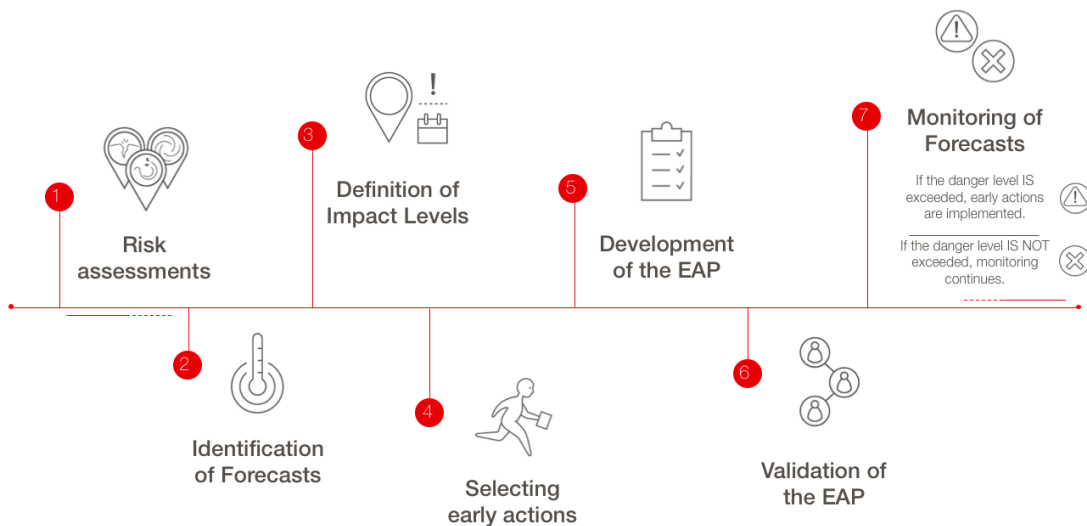 1
Risk
assessments
2
Identification
of Forecasts
3
Definition of
Impact Levels
4
Selecting
early actions
5
Development
of the EAP
6
Validation of
the EAP
7
Monitoring of
Forecasts
If the danger level IS
exceeded, early actions
are implemented.
If the danger level IS NOT
exceeded, monitoring
continues.